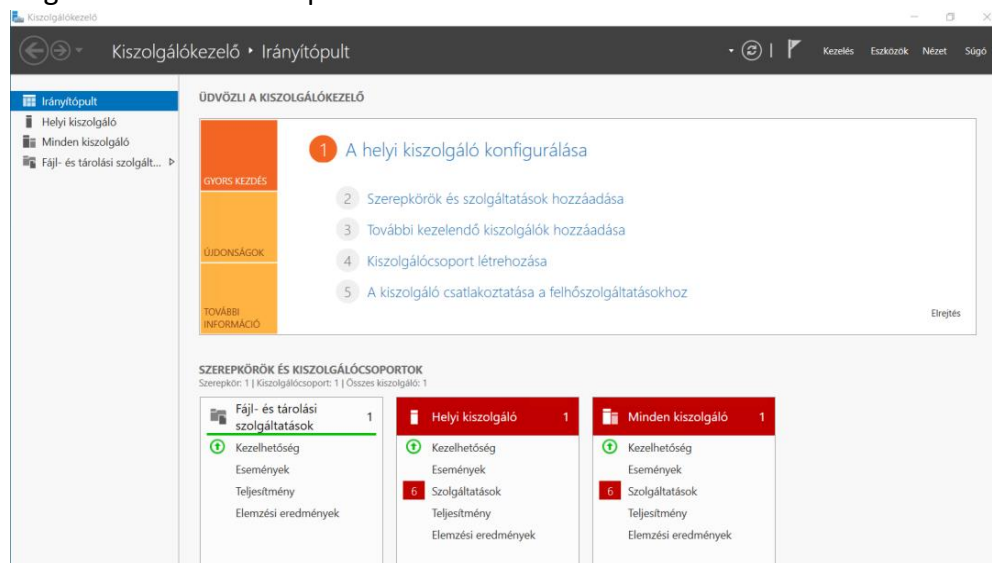 Kiszolgálókezelő
Kiszolgálókezelő ‣ Irányítópult
Kezelés Eszközök Nézet Súgó
Irányítópult
Helyi kiszolgáló
Minden kiszolgáló
Fájl- és tárolási szolgált...
ÜDVÖZLI A KISZOLGÁLÓKEZELŐ
GYORS KEZDÉS
ÚJDONSÁGOK
TOVÁBBI
INFORMÁCIÓ
1 A helyi kiszolgáló konfigurálása
2 Szerepkörök és szolgáltatások hozzáadása
3 További kezelendő kiszolgálók hozzáadása
4 Kiszolgálócsoport létrehozása
5 A kiszolgáló csatlakoztatása a felhőszolgáltatásokhoz
Elrejtés
SZEREPKÖRÖK ÉS KISZOLGÁLÓCSOPORTOK
Szerepkör: 1 | Kiszolgálócsoport: 1 | Összes kiszolgáló: 1
Fájl- és tárolási
szolgáltatások 1
Kezelhetőség
Események
Teljesítmény
Elemzési eredmények
Helyi kiszolgáló 1
Kezelhetőség
Események
6 Szolgáltatások
Teljesítmény
Elemzési eredmények
Minden kiszolgáló 1
Kezelhetőség
Események
6 Szolgáltatások
Teljesítmény
Elemzési eredmények